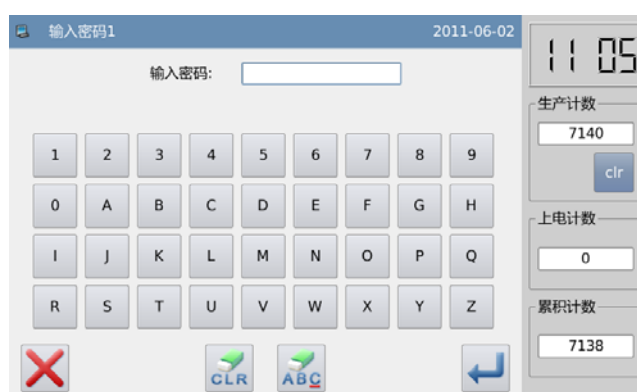 输入密码1 2011-06-02
输入密码:
1 2 3 4 5 6 7 8 9
0 A B C D E F G H
I J K L M N O P Q
R S T U V W X Y Z
CLR ABC
11 05
生产计数
7140
clr
上电计数
0
累积计数
7138